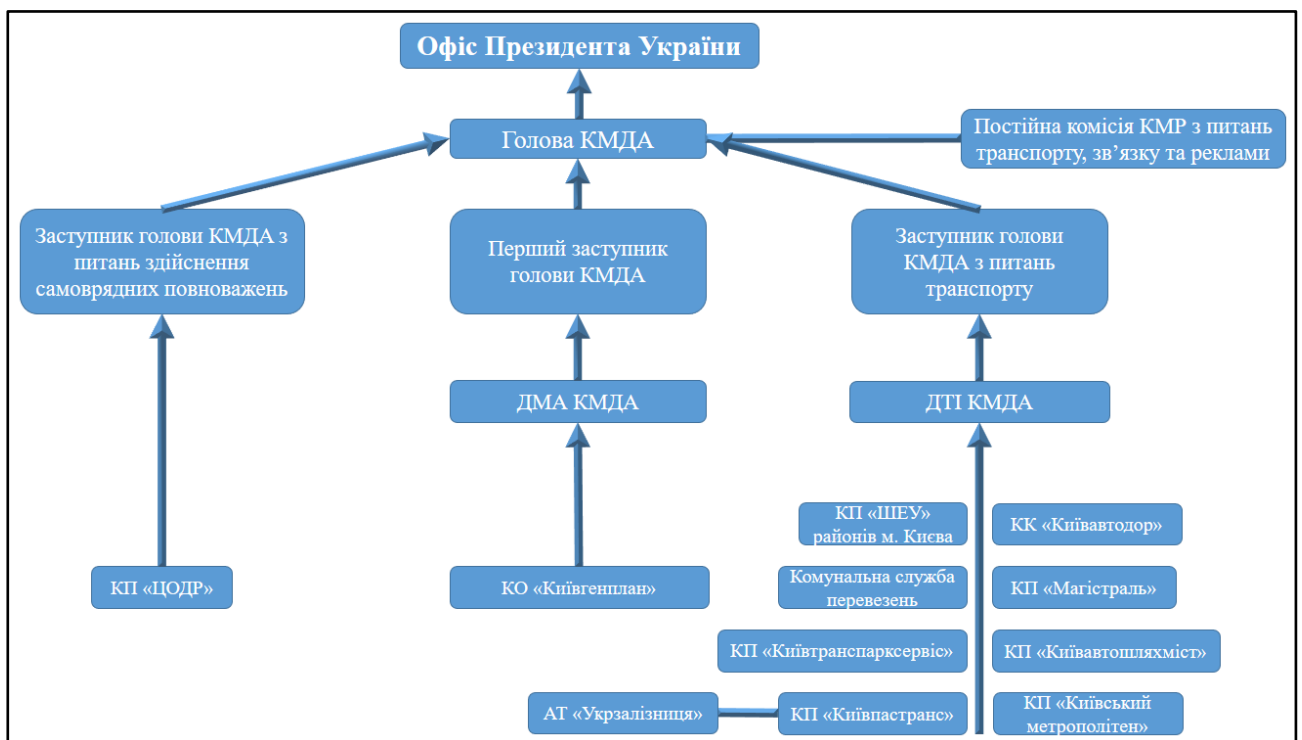 Офіс Президента України
Голова КМДА
Постійна комісія КМР з питань
транспорту, зв’язку та реклами
Заступник голови КМДА з
питань здійснення
самоврядних повноважень
Перший заступник
голови КМДА
Заступник голови
КМДА з питань
транспорту
ДМА КМДА
ДТІ КМДА
КП «ШЕУ»
районів м. Києва
КК «Київавтодор»
КП «ЦОДР»
КО «Київгенплан»
Комунальна служба
перевезень
КП «Магістраль»
КП «Київтранспарксервіс»
КП «Київавтошляхміст»
АТ «Укрзалізниця»
КП «Київпастранс»
КП «Київський
метрополітен»